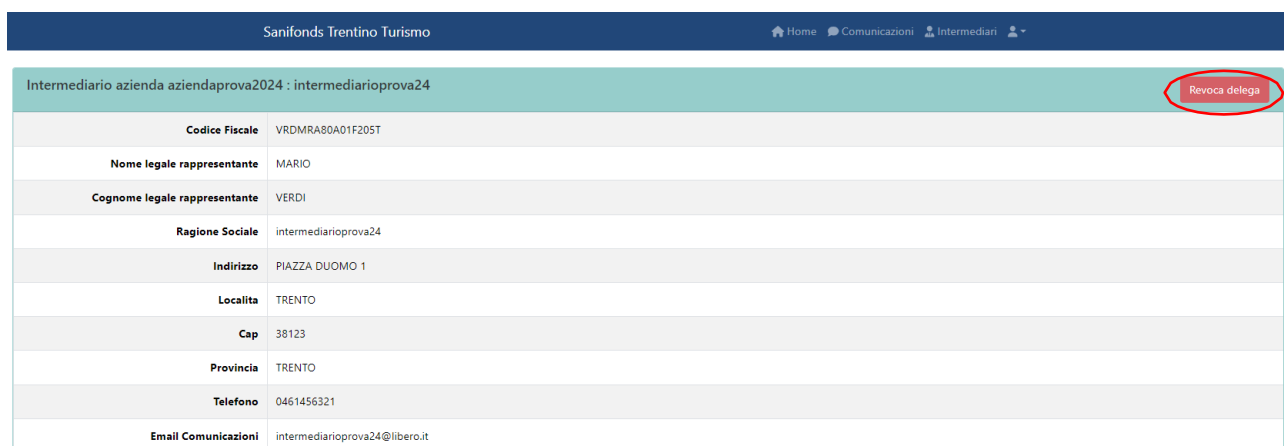 Sanifonds Trentino Turismo Home Comunicazioni Intermediari
Intermediario azienda aziendaprova2024 : intermediarioprova24 Revoca delega
Codice Fiscale VRDMRA80A01F205T
Nome legale rappresentante MARIO
Cognome legale rappresentante VERDI
Ragione Sociale intermediarioprova24
Indirizzo PIAZZA DUOMO 1
Localita TRENTO
Cap 38123
Provincia TRENTO
Telefono 0461456321
Email Comunicazioni intermediarioprova24@libero.it